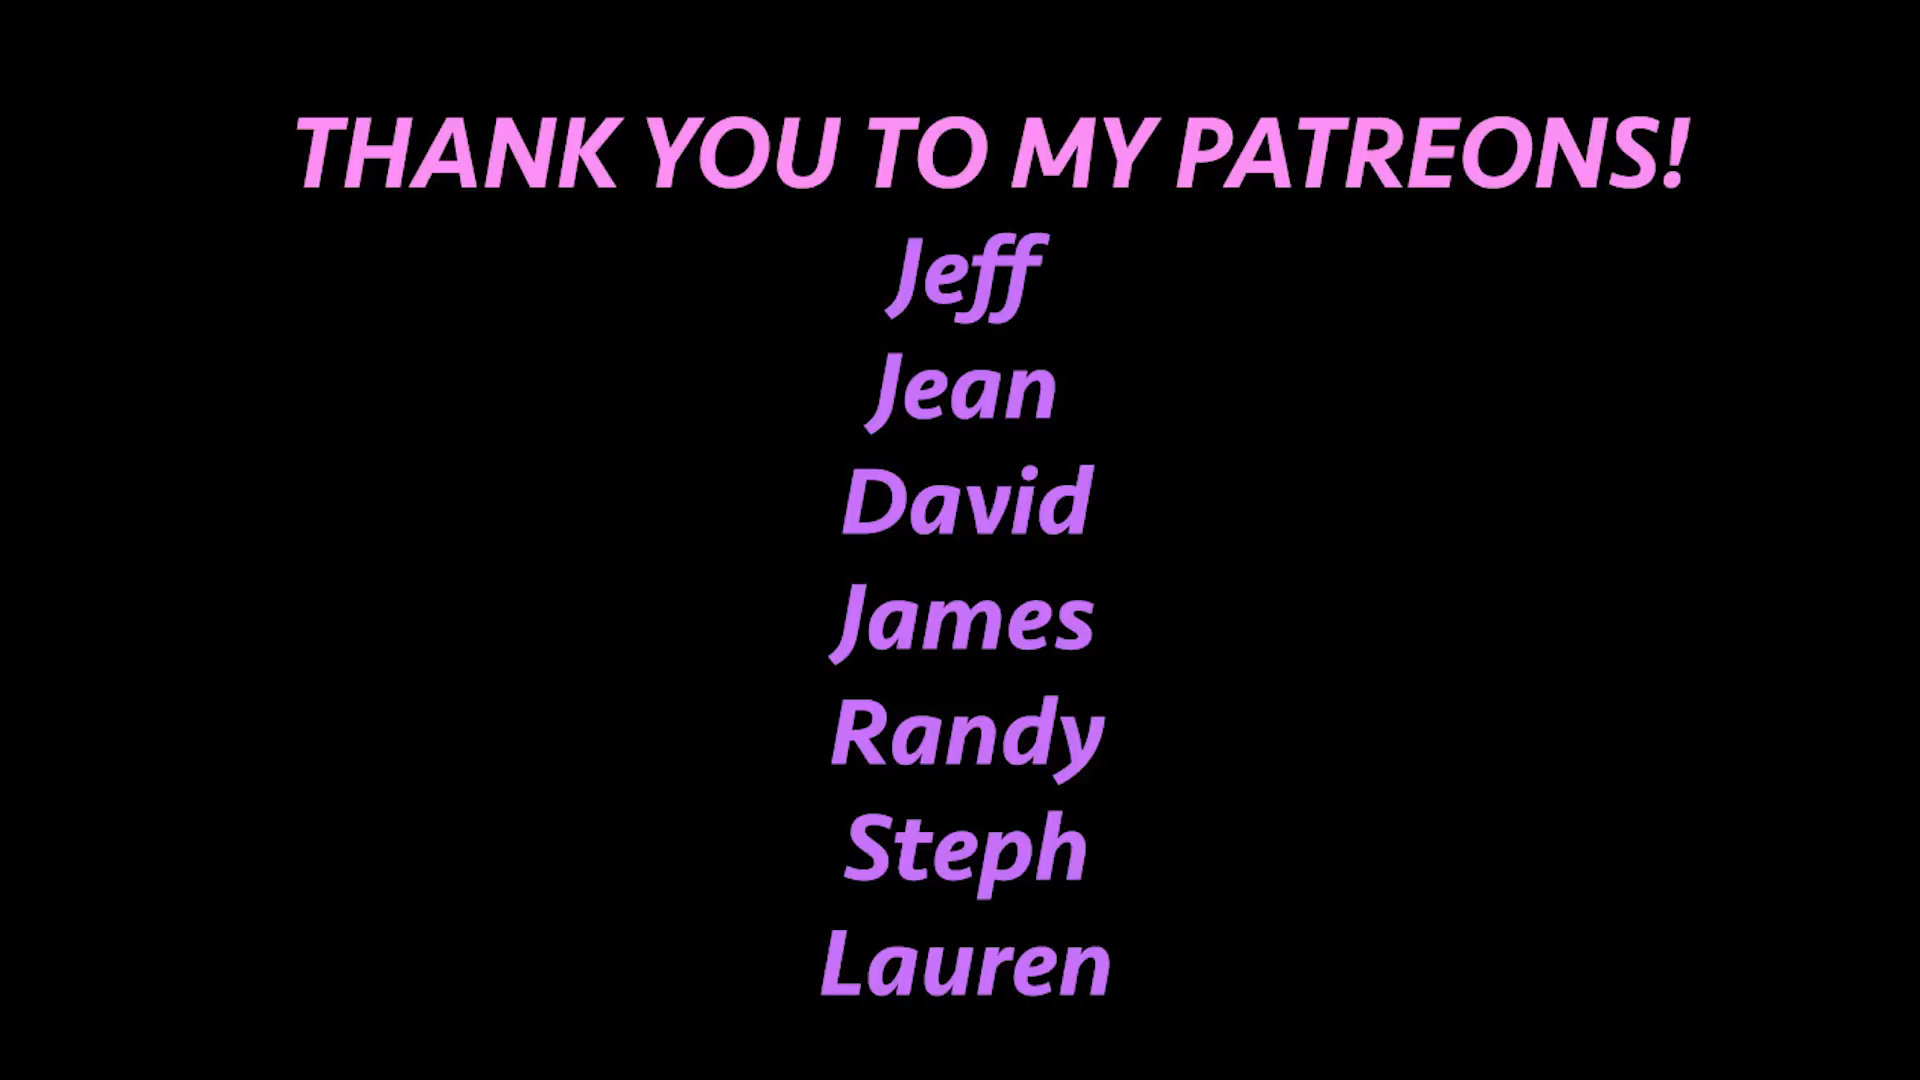 THANK YOU TO MY PATREONS!
Jeff
Jean
David
James
Randy
Steph
Lauren